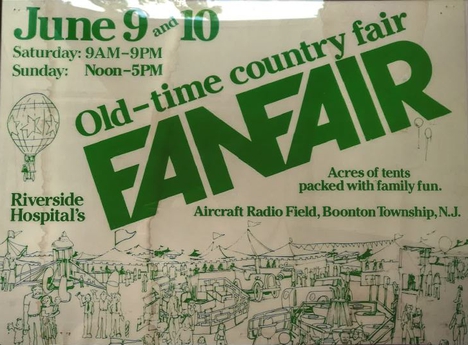 June 9 and 10
Saturday: 9AM-9PM
Sunday: Noon-5PM
Old-time country fair
FANFAIR
Riverside
Hospital's
Acres of tents
packed with family fun.
Aircraft Radio Field, Boonton Township, N.J.